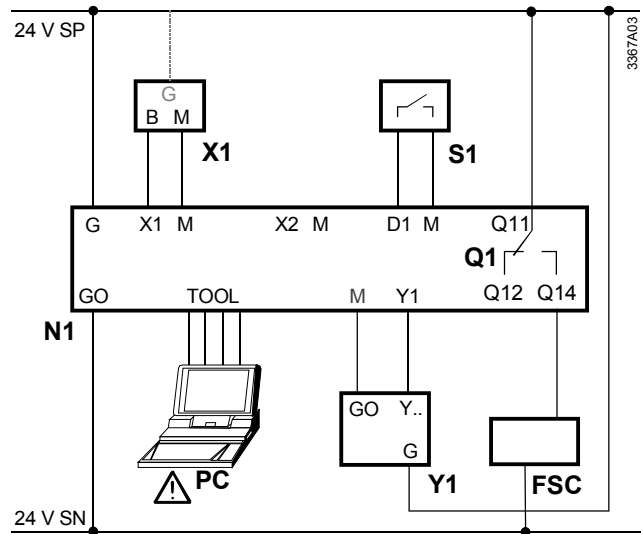 24 V SP
3367A03
G
B M
X1
S1
G X1 M X2 M D1 M Q11
Q1
GO TOOL M Y1 Q12 Q14
N1
GO Y..
G
PC
Y1
FSC
24 V SN